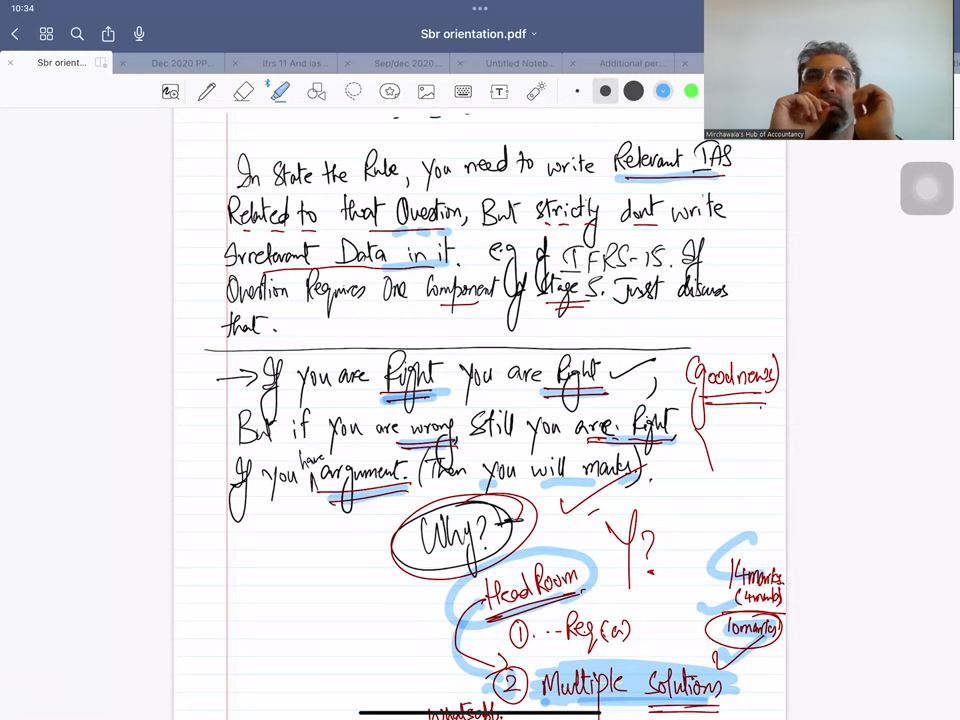 10:34
Sbr orientation.pdf
Sbr orient...
Dec 2020 PP...
ifrs 11 And ias...
Sep/dec 2020...
Untitled Noteb...
Additional per...
Mirchawala's Hub of Accountancy
In State the Rule, You need to write Relevant IAS
Related to that Question, But strictly dont write
Irrelevant Data in it. e.g of IFRS-15. If
Question Requires One Component of Stage 5. Just discuss
that.
→ If you are Right you are Right ✓,
(good news)
But if you are wrong, Still you are Right
If you have argument. (Then you will marks).
Why?
Y?
Head Room
14 marks.
(4 marks)
10 marks
① ... Req (a)
② Multiple Solutions
Whatsapp.